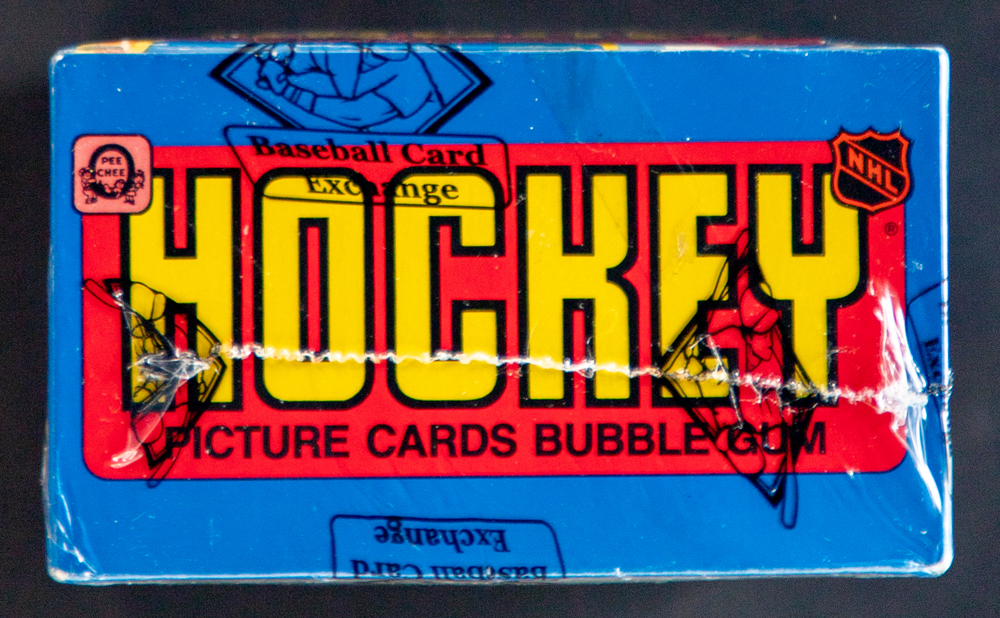 Baseball Card
Exchange
PEE
CHEE
NHL
HOCKEY
®
PICTURE CARDS BUBBLE GUM
Exchange
Baseball Card